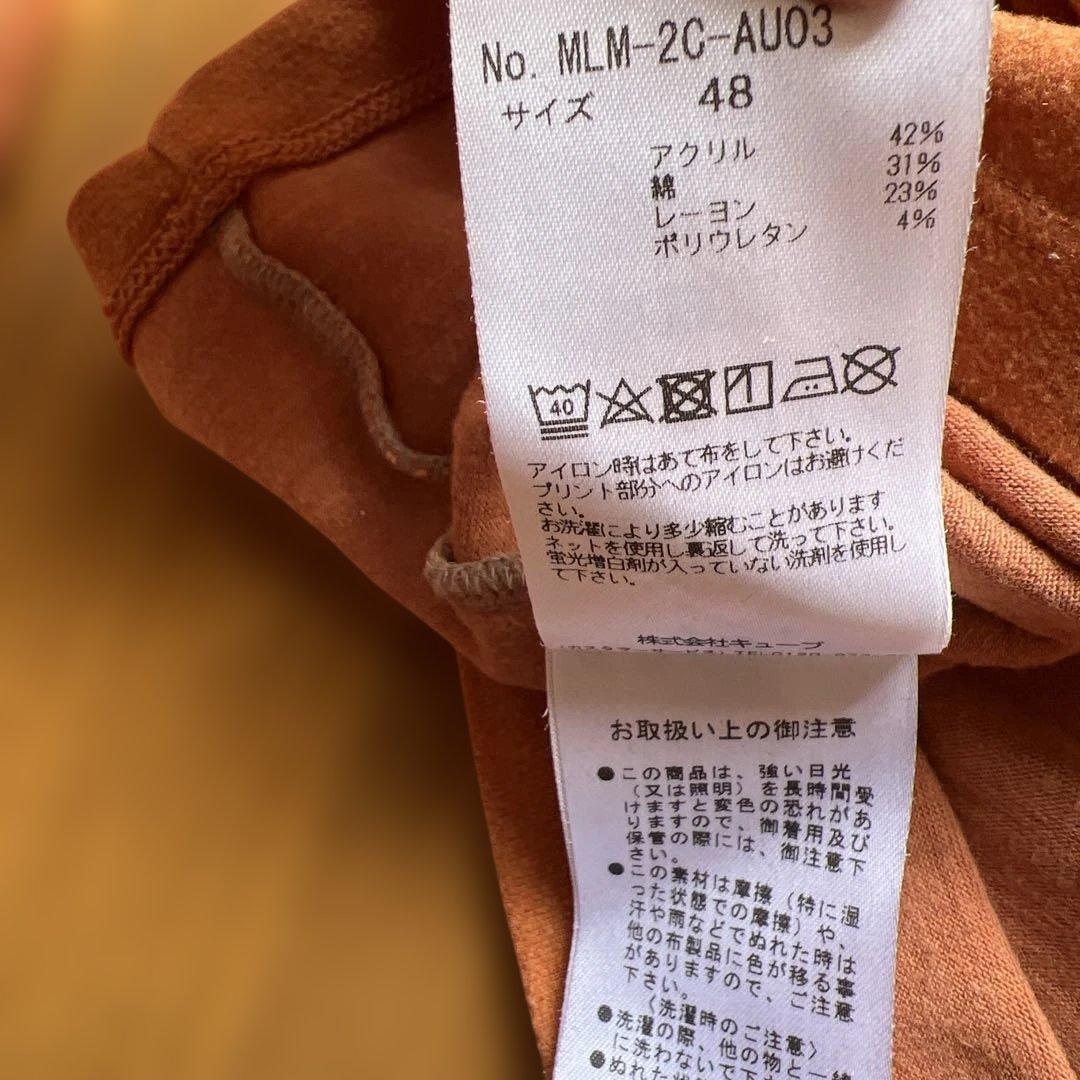 No. MLM-2C-AU03
サイズ 48
アクリル 42%
綿 31%
レーヨン 23%
ポリウレタン 4%
40
アイロン時はあて布をして下さい。
プリント部分へのアイロンはお避けくだ
さい。
お洗濯により多少縮むことがあります
ネットを使用し裏返して洗って下さい。
蛍光増白剤が入っていない洗剤を使用し
て下さい。
株式会社キューブ
お取扱い上の御注意
●この商品は、強い日光
(又は照明)を長時間受
けますと変色の恐れがあ
りますので、御着用及び
保管の際には、御注意下
さい。
●この素材は摩擦(特に湿
った状態での摩擦)や、
汗や雨などでぬれた時は
他の布製品に色が移る事
がありますので、ご注意
下さい。
〈洗濯時のご注意〉
●洗濯の際、他の物と一緒
に洗わないで下
●ぬれた状